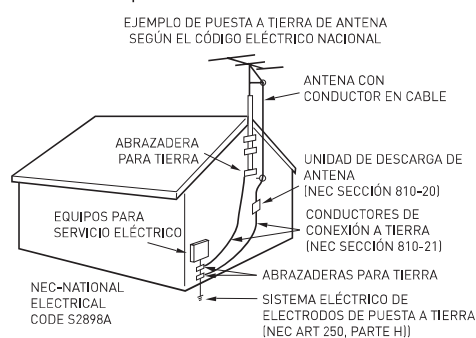 EJEMPLO DE PUESTA A TIERRA DE ANTENA
SEGÚN EL CÓDIGO ELÉCTRICO NACIONAL
ANTENA CON
CONDUCTOR EN CABLE
ABRAZADERA
PARA TIERRA
UNIDAD DE DESCARGA DE
ANTENA
(NEC SECCIÓN 810-20)
EQUIPOS PARA
SERVICIO ELÉCTRICO
CONDUCTORES DE
CONEXIÓN A TIERRA
(NEC SECCIÓN 810-21)
ABRAZADERAS PARA TIERRA
NEC-NATIONAL
ELECTRICAL
CODE S2898A
SISTEMA ELÉCTRICO DE
ELECTRODOS DE PUESTA A TIERRA
(NEC ART 250, PARTE H))